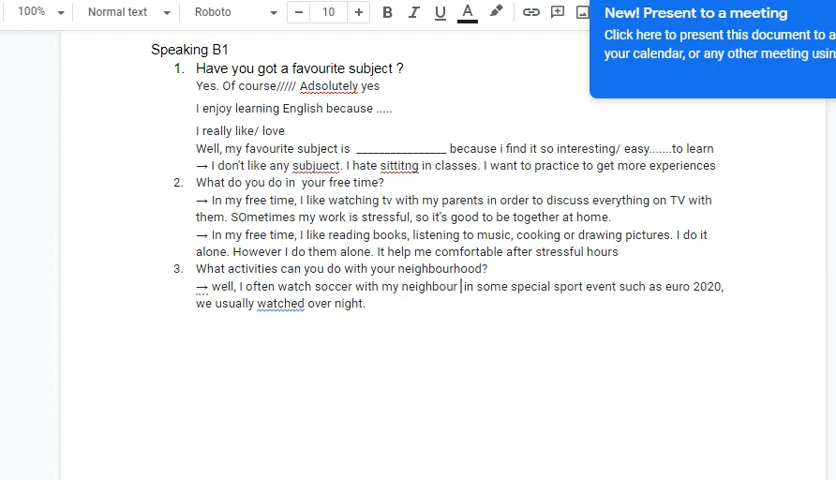 100% Normal text Roboto − 10 + B I U A
New! Present to a meeting
Click here to present this document to a
your calendar, or any other meeting usin
Speaking B1
1. Have you got a favourite subject ?
Yes. Of course///// Adsolutely yes
I enjoy learning English because .....
I really like/ love
Well, my favourite subject is ________________ because i find it so interesting/ easy.......to learn
→ I don't like any subjuect. I hate sittitng in classes. I want to practice to get more experiences
2. What do you do in  your free time?
→ In my free time, I like watching tv with my parents in order to discuss everything on TV with
them. SOmetimes my work is stressful, so it's good to be together at home.
→ In my free time, I like reading books, listening to music, cooking or drawing pictures. I do it
alone. However I do them alone. It help me comfortable after stressful hours
3. What activities can you do with your neighbourhood?
→ well, I often watch soccer with my neighbour in some special sport event such as euro 2020,
we usually watched over night.